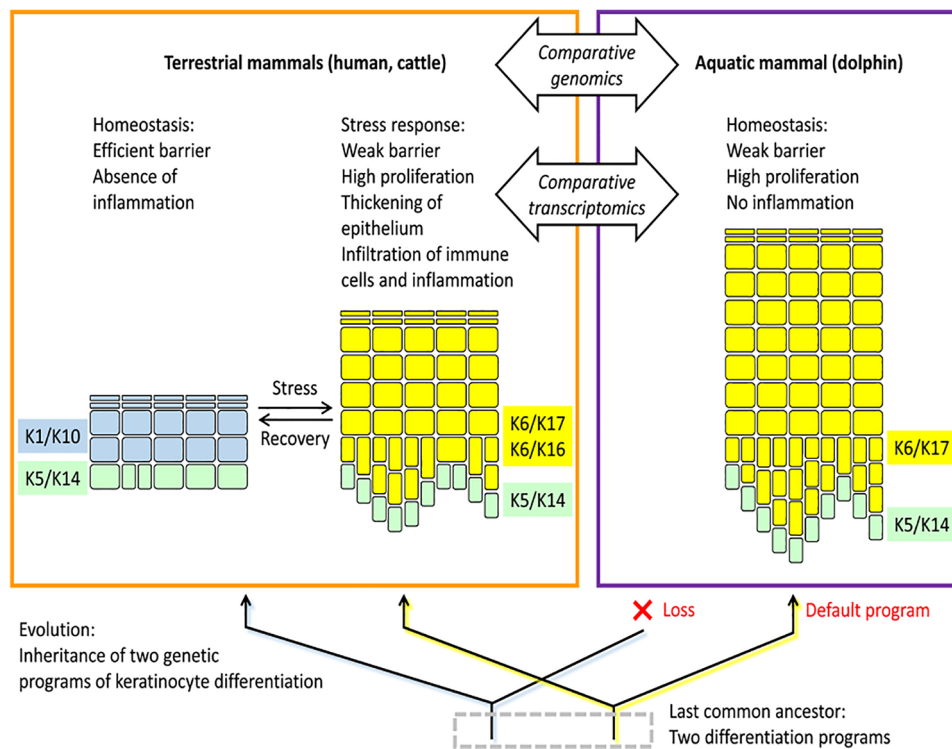 Terrestrial mammals (human, cattle)
Comparative
genomics
Aquatic mammal (dolphin)
Homeostasis:
Efficient barrier
Absence of
inflammation
Stress response:
Weak barrier
High proliferation
Thickening of
epithelium
Infiltration of immune
cells and inflammation
Comparative
transcriptomics
Homeostasis:
Weak barrier
High proliferation
No inflammation
K1/K10
K5/K14
Stress
Recovery
K6/K17
K6/K16
K5/K14
K6/K17
K5/K14
Evolution:
Inheritance of two genetic
programs of keratinocyte differentiation
Loss
Default program
Last common ancestor:
Two differentiation programs